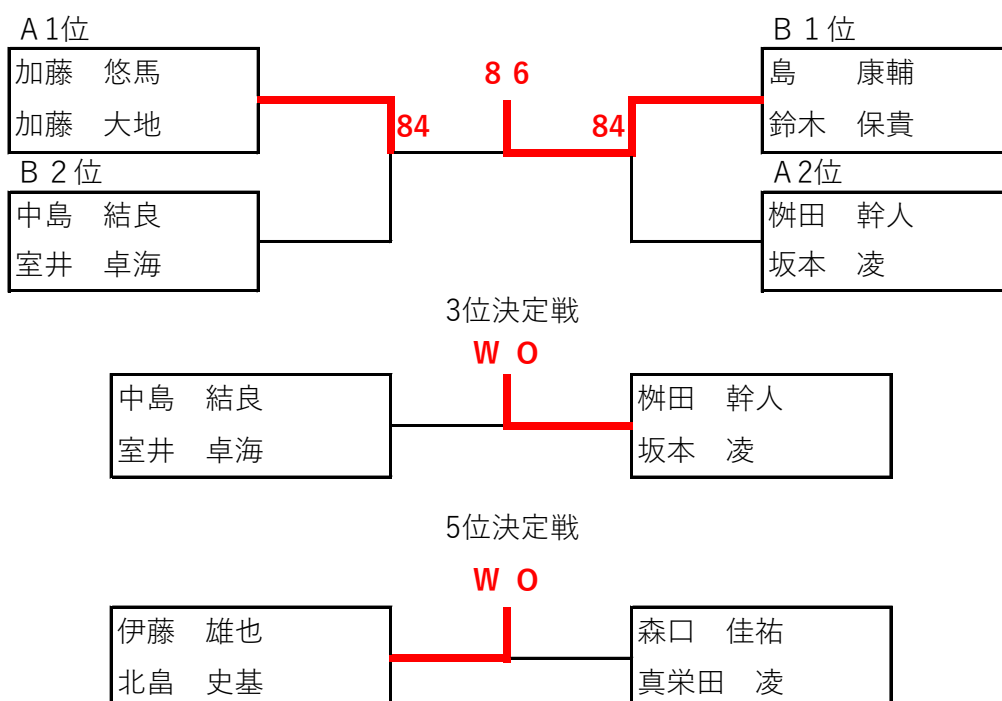 A1位
加藤　悠馬
加藤　大地
B 2位
中島　結良
室井　卓海
8 6
84
84
B 1位
島　　康輔
鈴木　保貴
A2位
桝田　幹人
坂本　凌
3位決定戦
W O
中島　結良
室井　卓海
桝田　幹人
坂本　凌
5位決定戦
W O
伊藤　雄也
北畠　史基
森口　佳祐
真栄田　凌